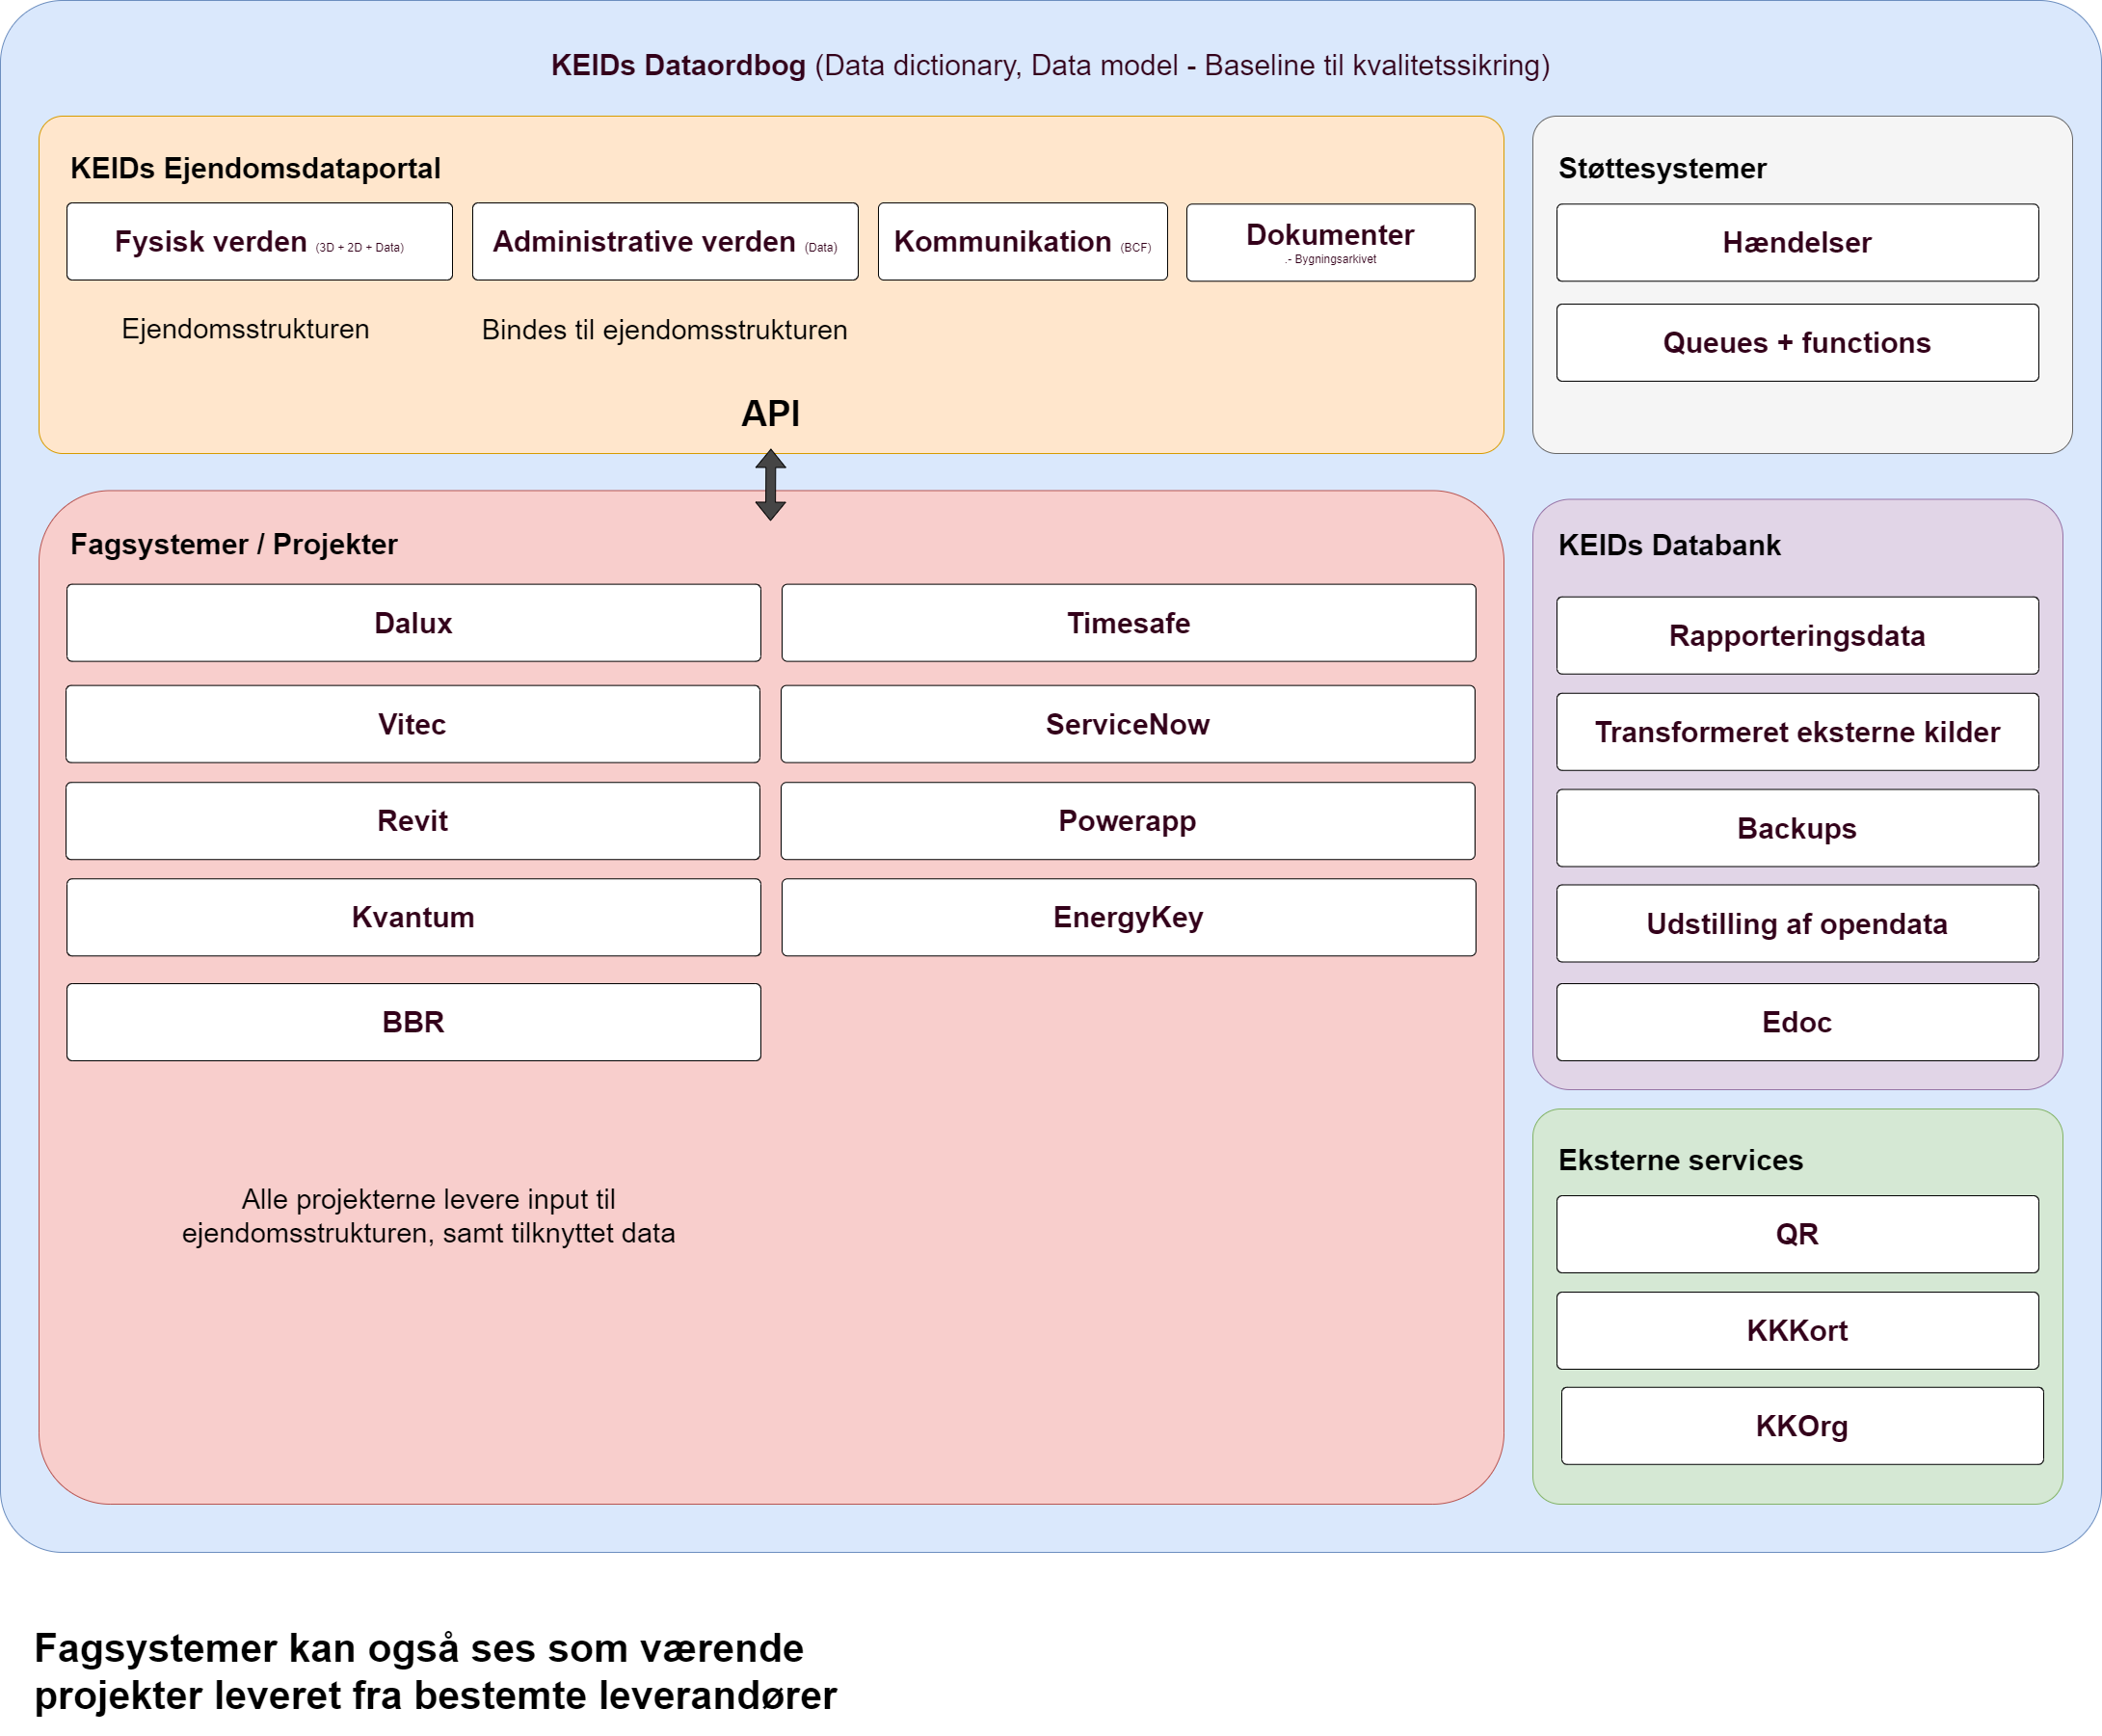 KEIDs Dataordbog (Data dictionary, Data model - Baseline til kvalitetssikring)
KEIDs Ejendomsdataportal
Fysisk verden (3D + 2D + Data)
Administrative verden (Data)
Kommunikation (BCF)
Dokumenter
.- Bygningsarkivet
Ejendomsstrukturen
Bindes til ejendomsstrukturen
API
Støttesystemer
Hændelser
Queues + functions
Fagsystemer / Projekter
Dalux
Timesafe
Vitec
ServiceNow
Revit
Powerapp
Kvantum
EnergyKey
BBR
Alle projekterne levere input til
ejendomsstrukturen, samt tilknyttet data
KEIDs Databank
Rapporteringsdata
Transformeret eksterne kilder
Backups
Udstilling af opendata
Edoc
Eksterne services
QR
KKKort
KKOrg
Fagsystemer kan også ses som værende
projekter leveret fra bestemte leverandører